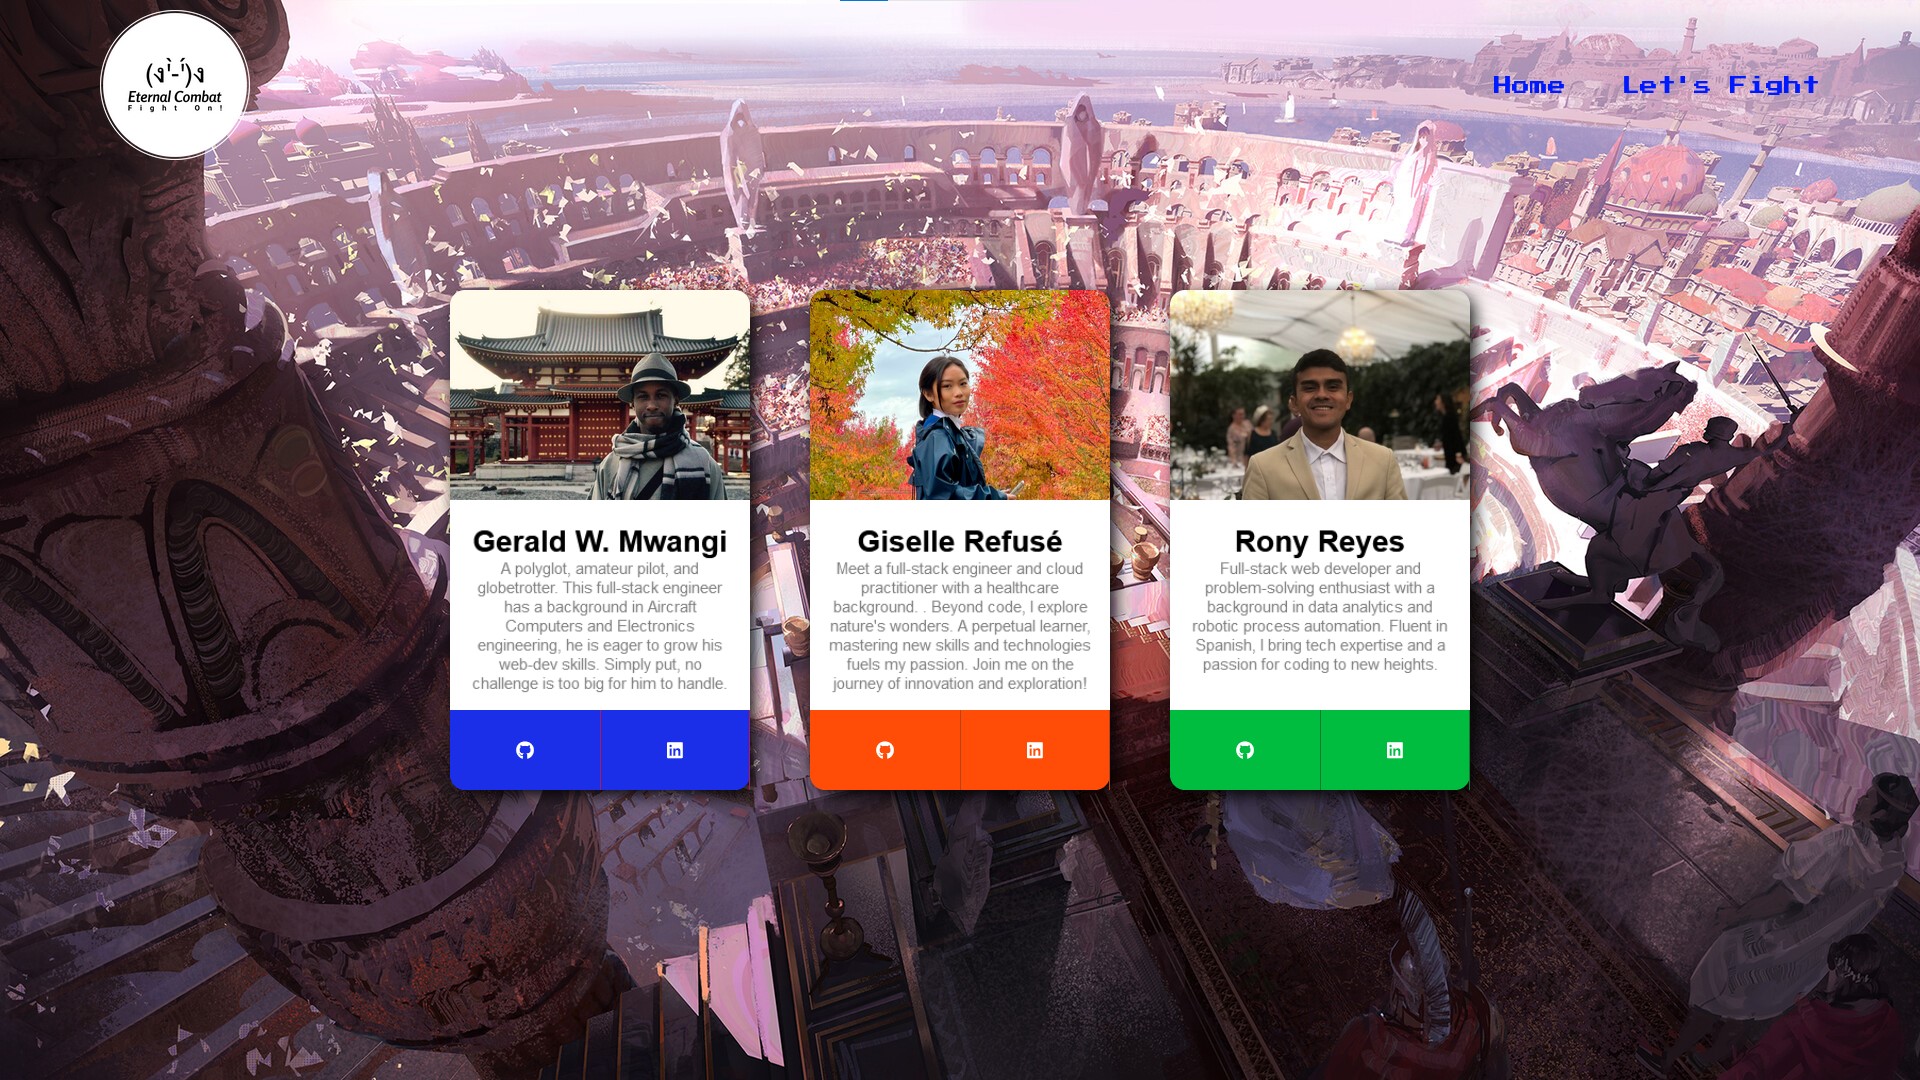 (ง'̀-'́)ง
Eternal Combat
Fight On!
Home
Let's Fight
Gerald W. Mwangi
A polyglot, amateur pilot, and
globetrotter. This full-stack engineer
has a background in Aircraft
Computers and Electronics
engineering, he is eager to grow his
web-dev skills. Simply put, no
challenge is too big for him to handle.
Giselle Refusé
Meet a full-stack engineer and cloud
practitioner with a healthcare
background. . Beyond code, I explore
nature's wonders. A perpetual learner,
mastering new skills and technologies
fuels my passion. Join me on the
journey of innovation and exploration!
Rony Reyes
Full-stack web developer and
problem-solving enthusiast with a
background in data analytics and
robotic process automation. Fluent in
Spanish, I bring tech expertise and a
passion for coding to new heights.
in
in
in